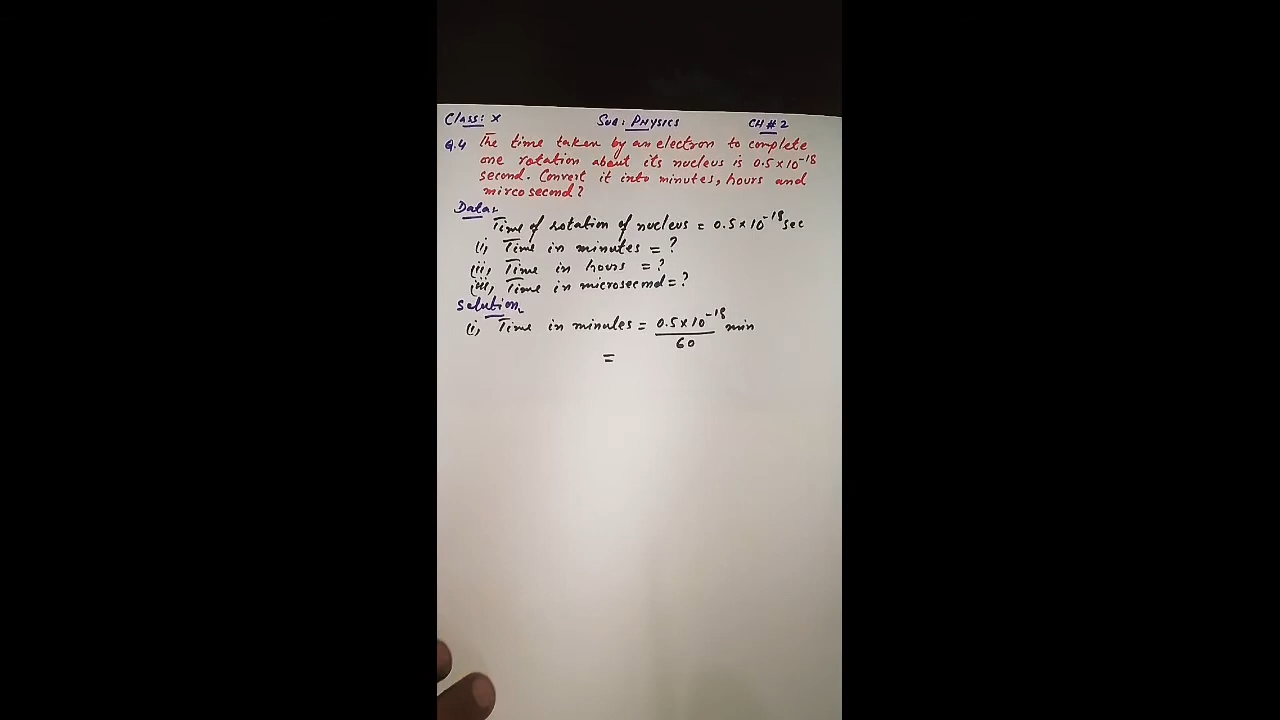 Class: X Sub: Physics CH # 2
Q.4 The time taken by an electron to complete
one rotation about its nucleus is 0.5×10⁻¹⁸
second. Convert it into minutes, hours and
mirco second?
Data:
Time of rotation of nucleus = 0.5×10⁻¹⁸ sec
(i) Time in minutes = ?
(ii) Time in hours = ?
(iii) Time in microsecond = ?
Solution
(i) Time in minutes = 0.5×10⁻¹⁸ min
60
=